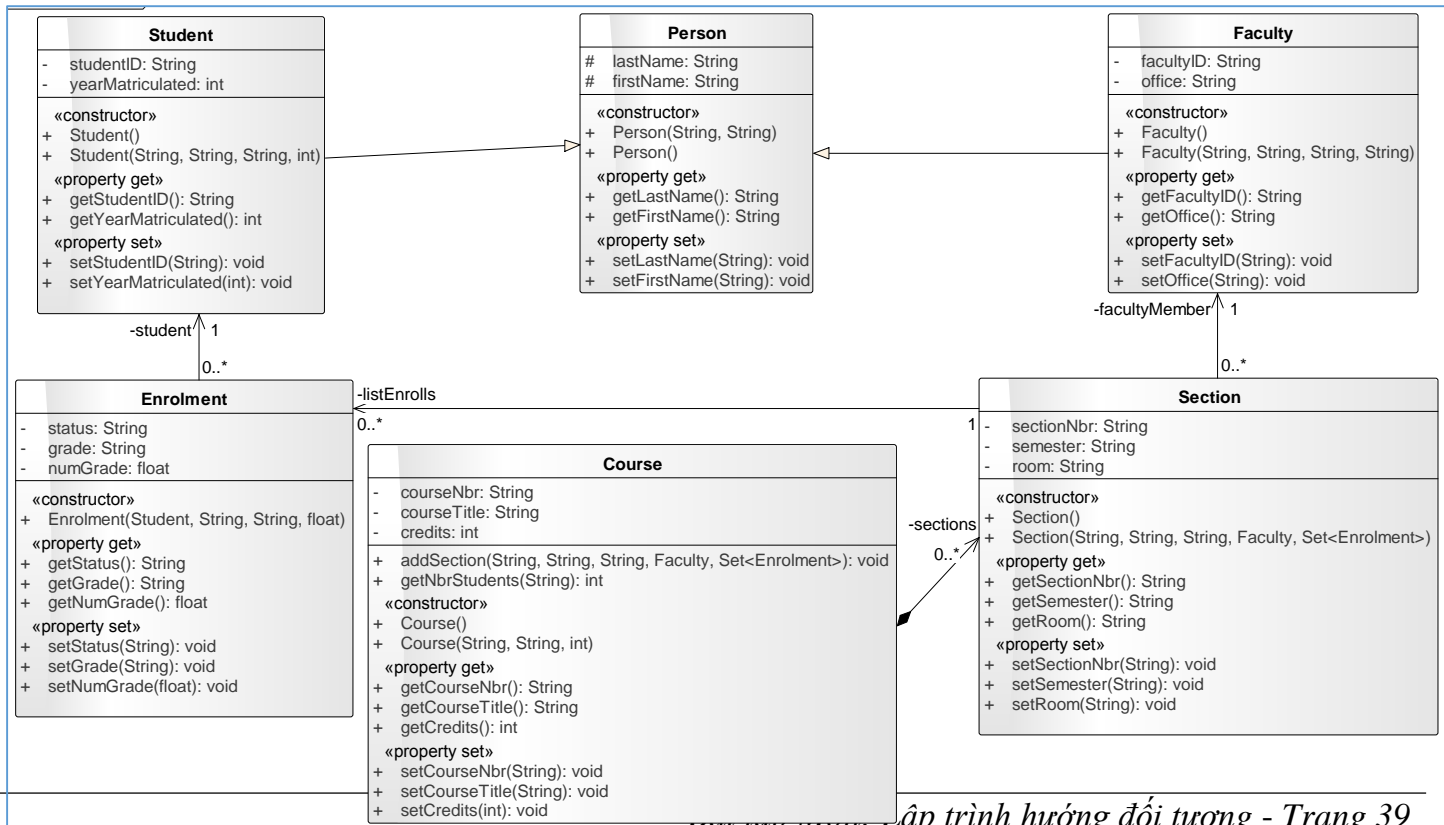 Student
- studentID: String
- yearMatriculated: int
«constructor»
+ Student()
+ Student(String, String, String, int)
«property get»
+ getStudentID(): String
+ getYearMatriculated(): int
«property set»
+ setStudentID(String): void
+ setYearMatriculated(int): void
Person
# lastName: String
# firstName: String
«constructor»
+ Person(String, String)
+ Person()
«property get»
+ getLastName(): String
+ getFirstName(): String
«property set»
+ setLastName(String): void
+ setFirstName(String): void
Faculty
- facultyID: String
- office: String
«constructor»
+ Faculty()
+ Faculty(String, String, String, String)
«property get»
+ getFacultyID(): String
+ getOffice(): String
«property set»
+ setFacultyID(String): void
+ setOffice(String): void
-student 1
0..*
-facultyMember 1
0..*
Enrolment
- status: String
- grade: String
- numGrade: float
«constructor»
+ Enrolment(Student, String, String, float)
«property get»
+ getStatus(): String
+ getGrade(): String
+ getNumGrade(): float
«property set»
+ setStatus(String): void
+ setGrade(String): void
+ setNumGrade(float): void
-listEnrolls
0..*
1
Course
- courseNbr: String
- courseTitle: String
- credits: int
+ addSection(String, String, String, Faculty, Set<Enrolment>): void
+ getNbrStudents(String): int
«constructor»
+ Course()
+ Course(String, String, int)
«property get»
+ getCourseNbr(): String
+ getCourseTitle(): String
+ getCredits(): int
«property set»
+ setCourseNbr(String): void
+ setCourseTitle(String): void
+ setCredits(int): void
-sections
0..*
Section
- sectionNbr: String
- semester: String
- room: String
«constructor»
+ Section()
+ Section(String, String, String, Faculty, Set<Enrolment>)
«property get»
+ getSectionNbr(): String
+ getSemester(): String
+ getRoom(): String
«property set»
+ setSectionNbr(String): void
+ setSemester(String): void
+ setRoom(String): void
trình hướng đối tượng - Trang 39